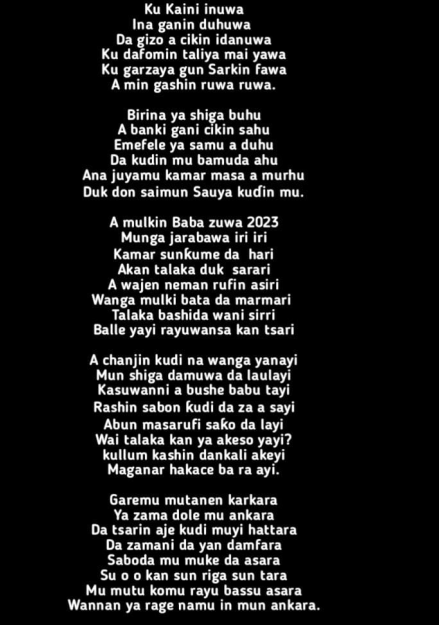 Ku Kaini inuwa
Ina ganin duhuwa
Da gizo a cikin idanuwa
Ku dafomin taliya mai yawa
Ku garzaya gun Sarkin fawa
A min gashin ruwa ruwa.
Birina ya shiga buhu
A banki gani cikin sahu
Emefele ya samu a duhu
Da kudin mu bamuda ahu
Ana juyamu kamar masa a murhu
Duk don saimun Sauya kuɗin mu.
A mulkin Baba zuwa 2023
Munga jarabawa iri iri
Kamar sunƙume da hari
Akan talaka duk sarari
A wajen neman rufin asiri
Wanga mulki bata da marmari
Talaka bashida wani sirri
Balle yayi rayuwansa kan tsari
A chanjin kudi na wanga yanayi
Mun shiga damuwa da laulayi
Kasuwanni a bushe babu tayi
Rashin sabon ƙudi da za a sayi
Abun masarufi saƙo da layi
Wai talaka kan ya akeso yayi?
kullum kashin dankali akeyi
Maganar hakace ba ra ayi.
Garemu mutanen karkara
Ya zama dole mu ankara
Da tsarin aje kudi muyi hattara
Da zamani da yan damfara
Saboda mu muke da asara
Su o o kan sun riga sun tara
Mu mutu komu rayu bassu asara
Wannan ya rage namu in mun ankara.